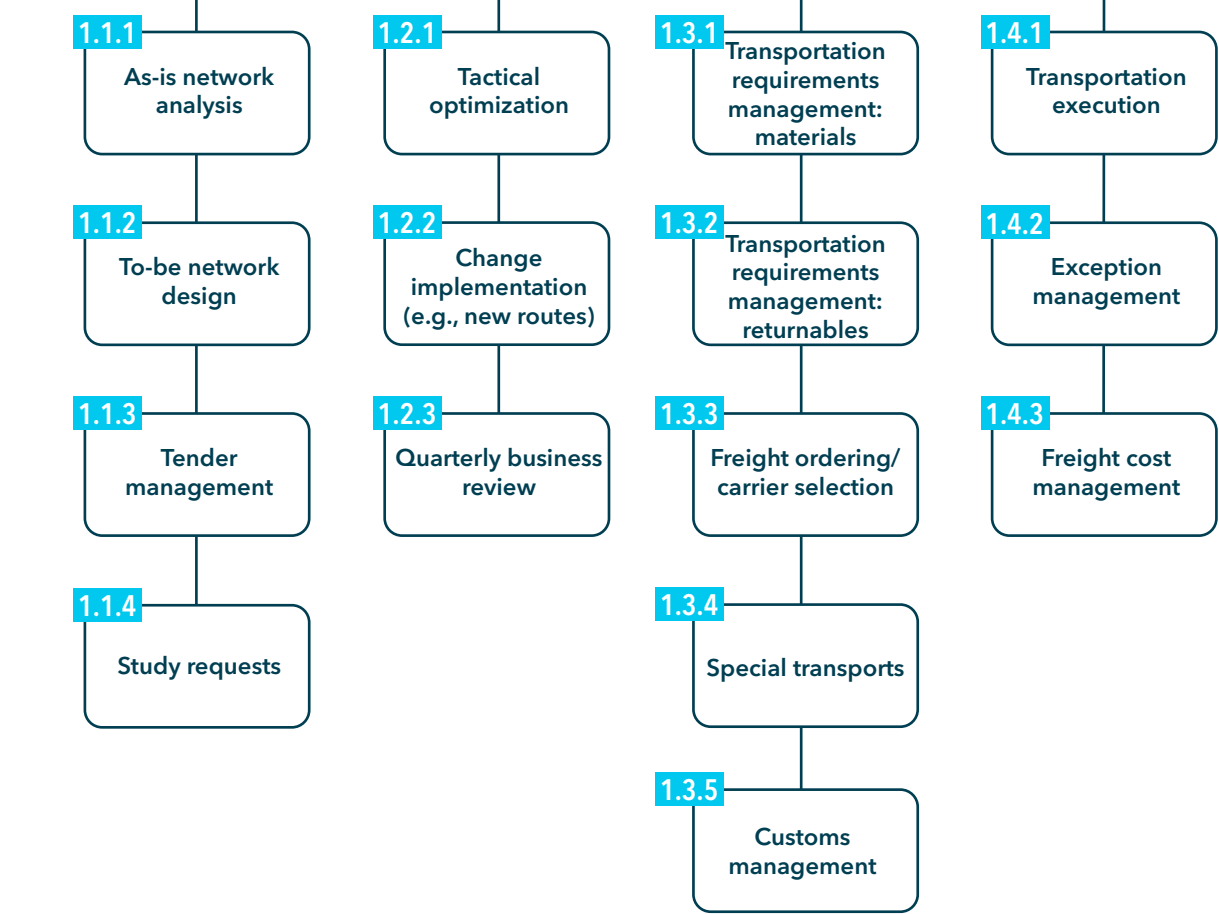 1.1.1
As-is network
analysis
1.1.2
To-be network
design
1.1.3
Tender
management
1.1.4
Study requests
1.2.1
Tactical
optimization
1.2.2
Change
implementation
(e.g., new routes)
1.2.3
Quarterly business
review
1.3.1
Transportation
requirements
management:
materials
1.3.2
Transportation
requirements
management:
returnables
1.3.3
Freight ordering/
carrier selection
1.3.4
Special transports
1.3.5
Customs
management
1.4.1
Transportation
execution
1.4.2
Exception
management
1.4.3
Freight cost
management